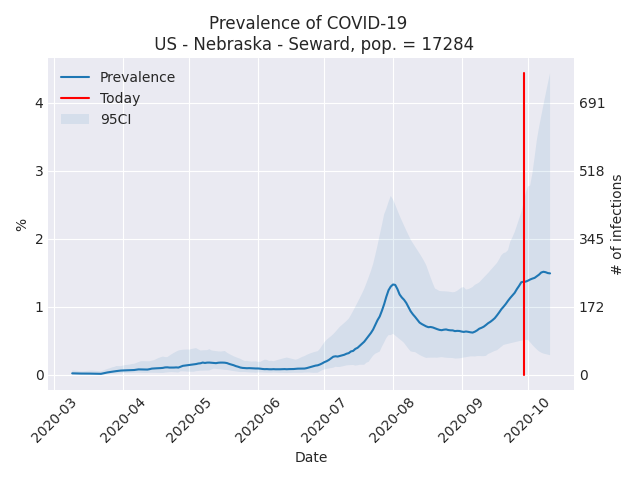 Prevalence of COVID-19
US - Nebraska - Seward, pop. = 17284
Prevalence
Today
95CI
%
4
3
2
1
0
691
518
345
172
0
# of infections
2020-03
2020-04
2020-05
2020-06
2020-07
2020-08
2020-09
2020-10
Date